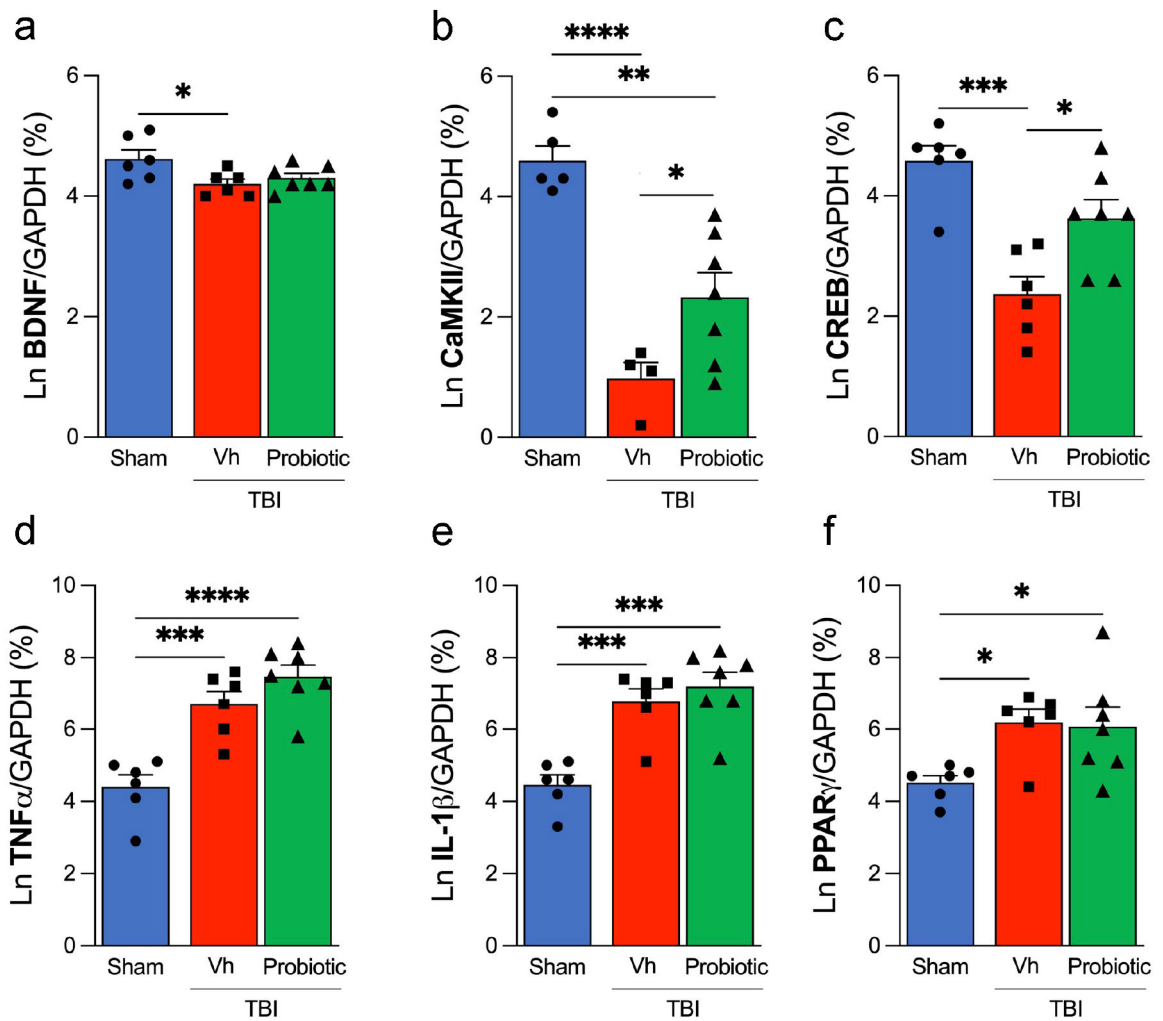 a
Ln BDNF/GAPDH (%)
6
4
2
0
*
Sham
Vh
Probiotic
TBI
b
Ln CaMKII/GAPDH (%)
6
4
2
0
****
**
*
Sham
Vh
Probiotic
TBI
c
Ln CREB/GAPDH (%)
6
4
2
0
***
*
Sham
Vh
Probiotic
TBI
d
Ln TNFα/GAPDH (%)
10
8
6
4
2
0
****
***
Sham
Vh
Probiotic
TBI
e
Ln IL-1β/GAPDH (%)
10
8
6
4
2
0
***
***
Sham
Vh
Probiotic
TBI
f
Ln PPARγ/GAPDH (%)
10
8
6
4
2
0
*
*
Sham
Vh
Probiotic
TBI